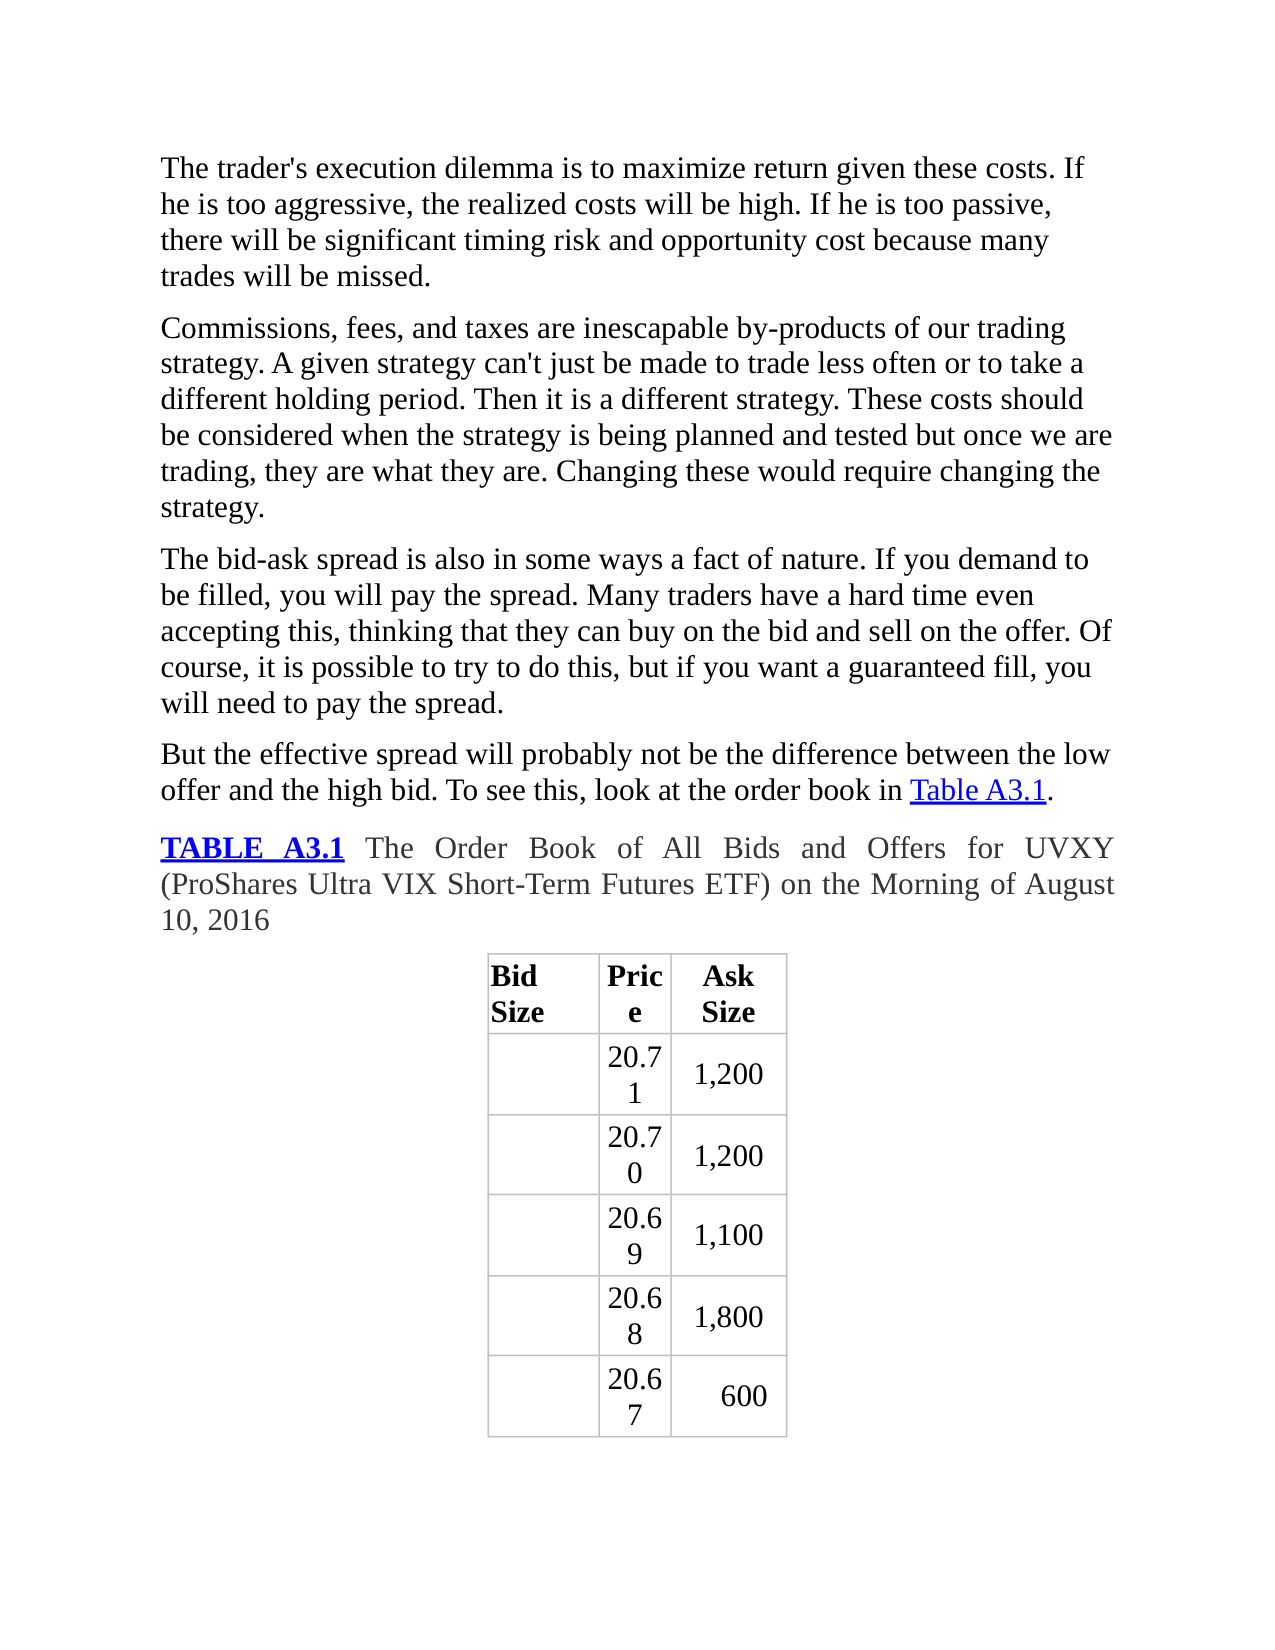 The trader's execution dilemma is to maximize return given these costs. If
he is too aggressive, the realized costs will be high. If he is too passive,
there will be significant timing risk and opportunity cost because many
trades will be missed.
Commissions, fees, and taxes are inescapable by-products of our trading
strategy. A given strategy can't just be made to trade less often or to take a
different holding period. Then it is a different strategy. These costs should
be considered when the strategy is being planned and tested but once we are
trading, they are what they are. Changing these would require changing the
strategy.
The bid-ask spread is also in some ways a fact of nature. If you demand to
be filled, you will pay the spread. Many traders have a hard time even
accepting this, thinking that they can buy on the bid and sell on the offer. Of
course, it is possible to try to do this, but if you want a guaranteed fill, you
will need to pay the spread.
But the effective spread will probably not be the difference between the low
offer and the high bid. To see this, look at the order book in Table A3.1.
TABLE A3.1 The Order Book of All Bids and Offers for UVXY
(ProShares Ultra VIX Short-Term Futures ETF) on the Morning of August
10, 2016
Bid Pric Ask
Size e Size
20.7
1 1,200
20.7
0 1,200
20.6
9 1,100
20.6
8 1,800
20.6
7 600